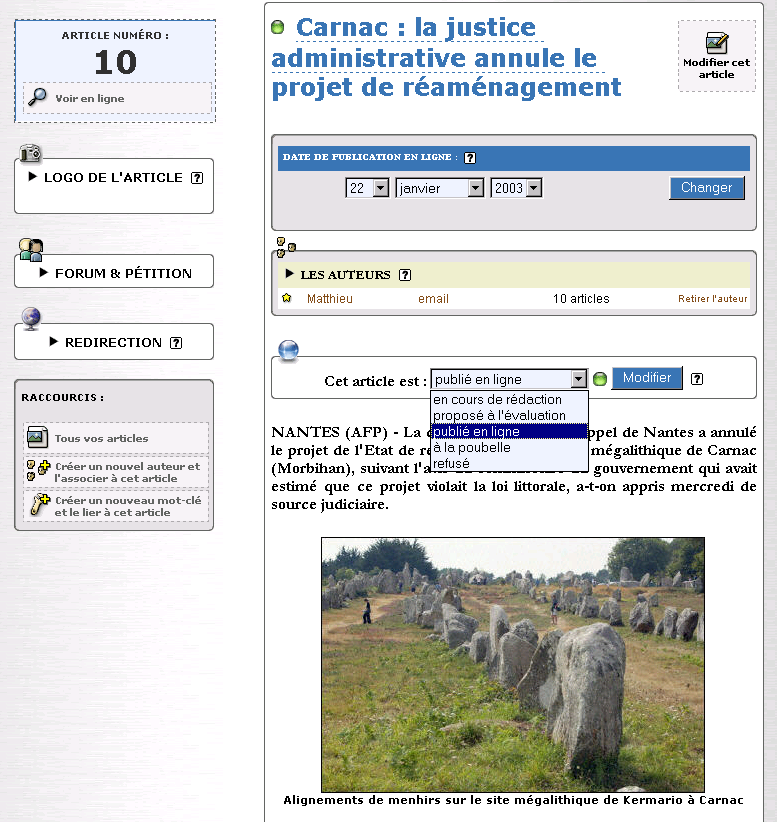 ARTICLE NUMÉRO :
10
Voir en ligne
LOGO DE L'ARTICLE ?
FORUM & PÉTITION
REDIRECTION ?
RACCOURCIS :
Tous vos articles
Créer un nouvel auteur et
l'associer à cet article
Créer un nouveau mot-clé
et le lier à cet article
Carnac : la justice
administrative annule le
projet de réaménagement
Modifier cet
article
DATE DE PUBLICATION EN LIGNE : ?
22 janvier 2003 Changer
LES AUTEURS ?
Matthieu email 10 articles Retirer l'auteur
Cet article est : publié en ligne Modifier ?
en cours de rédaction
proposé à l'évaluation
publié en ligne
à la poubelle
refusé
NANTES (AFP) - La appel de Nantes a annulé
le projet de l'Etat de mégalithique de Carnac
(Morbihan), suivant gouvernement qui avait
estimé que ce projet violait la loi littorale, a-t-on appris mercredi de
source judiciaire.
Alignements de menhirs sur le site mégalithique de Kermario à Carnac